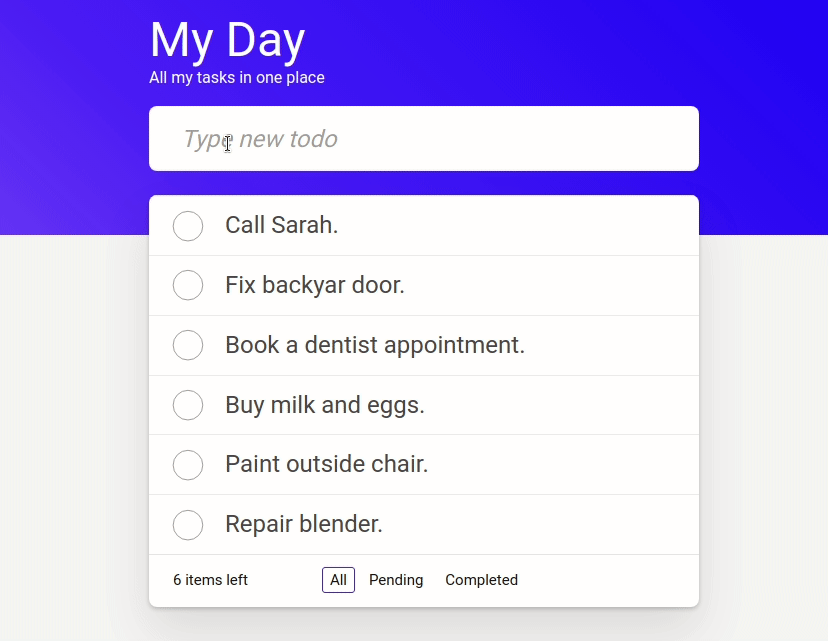 My Day
All my tasks in one place
Type new todo
Call Sarah.
Fix backyar door.
Book a dentist appointment.
Buy milk and eggs.
Paint outside chair.
Repair blender.
6 items left All Pending Completed